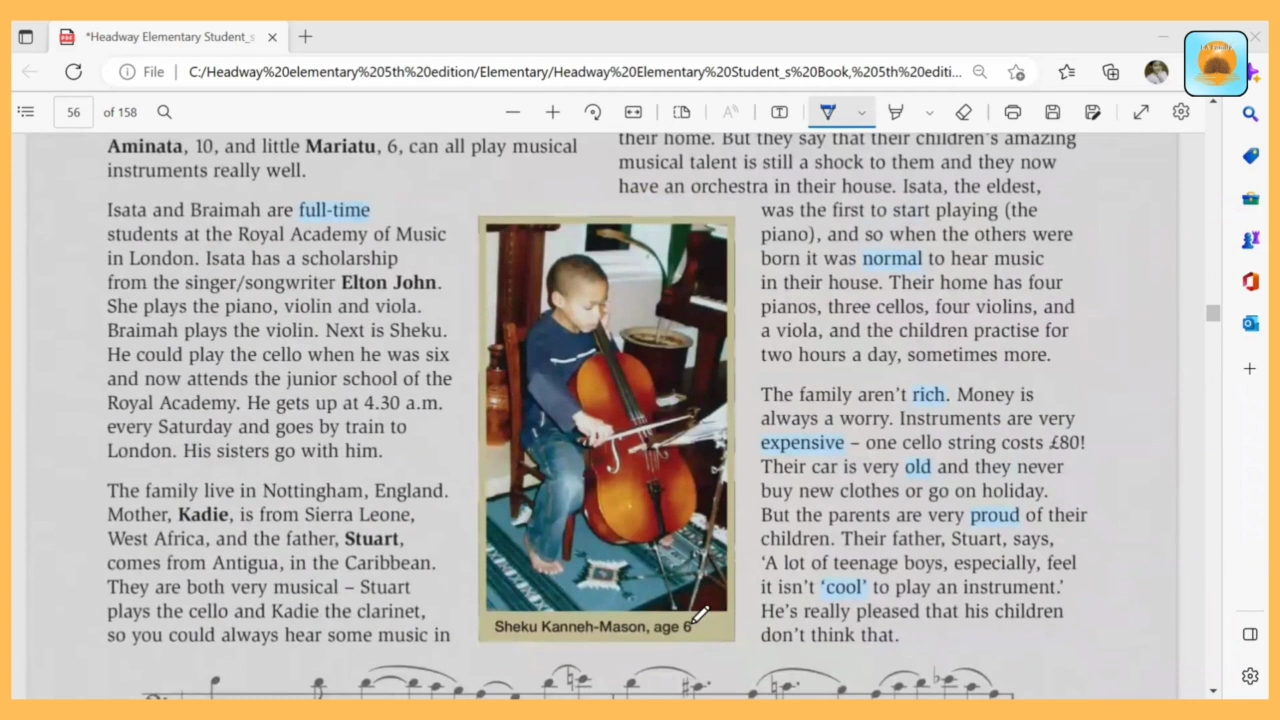 *Headway Elementary Student_s
File
C:/Headway%20elementary%205th%20edition/Elementary/Headway%20Elementary%20Student_s%20Book,%205th%20editi...
56 of 158
Aminata, 10, and little Mariatu, 6, can all play musical
instruments really well.
Isata and Braimah are full-time
students at the Royal Academy of Music
in London. Isata has a scholarship
from the singer/songwriter Elton John.
She plays the piano, violin and viola.
Braimah plays the violin. Next is Sheku.
He could play the cello when he was six
and now attends the junior school of the
Royal Academy. He gets up at 4.30 a.m.
every Saturday and goes by train to
London. His sisters go with him.
The family live in Nottingham, England.
Mother, Kadie, is from Sierra Leone,
West Africa, and the father, Stuart,
comes from Antigua, in the Caribbean.
They are both very musical – Stuart
plays the cello and Kadie the clarinet,
so you could always hear some music in
Sheku Kanneh-Mason, age 6
their home. But they say that their children's amazing
musical talent is still a shock to them and they now
have an orchestra in their house. Isata, the eldest,
was the first to start playing (the
piano), and so when the others were
born it was normal to hear music
in their house. Their home has four
pianos, three cellos, four violins, and
a viola, and the children practise for
two hours a day, sometimes more.
The family aren't rich. Money is
always a worry. Instruments are very
expensive – one cello string costs £80!
Their car is very old and they never
buy new clothes or go on holiday.
But the parents are very proud of their
children. Their father, Stuart, says,
'A lot of teenage boys, especially, feel
it isn't 'cool' to play an instrument.'
He's really pleased that his children
don't think that.